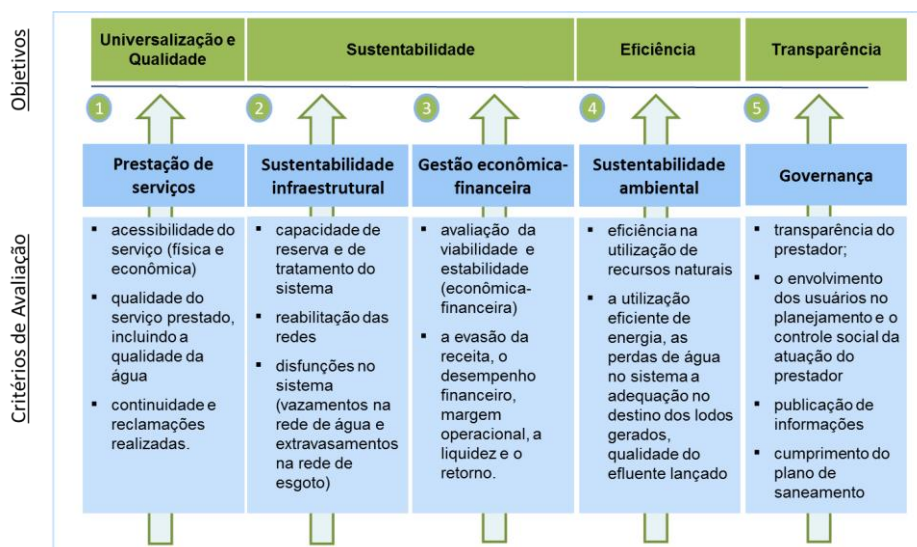 Objetivos
Universalização e
Qualidade
Sustentabilidade
Eficiência
Transparência
1
2
3
4
5
Critérios de Avaliação
Prestação de
serviços
▪ acessibilidade do
serviço (física e
econômica)
▪ qualidade do
serviço prestado,
incluindo a
qualidade da
água
▪ continuidade e
reclamações
realizadas.
Sustentabilidade
infraestrutural
▪ capacidade de
reserva e de
tratamento do
sistema
▪ reabilitação das
redes
▪ disfunções no
sistema
(vazamentos na
rede de água e
extravasamentos
na rede de
esgoto)
Gestão econômica-
financeira
▪ avaliação da
viabilidade e
estabilidade
(econômica-
financeira)
▪ a evasão da
receita, o
desempenho
financeiro,
margem
operacional, a
liquidez e o
retorno.
Sustentabilidade
ambiental
▪ eficiência na
utilização de
recursos naturais
▪ a utilização
eficiente de
energia, as
perdas de água
no sistema a
adequação no
destino dos lodos
gerados,
qualidade do
efluente lançado
Governança
▪ transparência do
prestador;
▪ o envolvimento
dos usuários no
planejamento e o
controle social da
atuação do
prestador
▪ publicação de
informações
▪ cumprimento do
plano de
saneamento